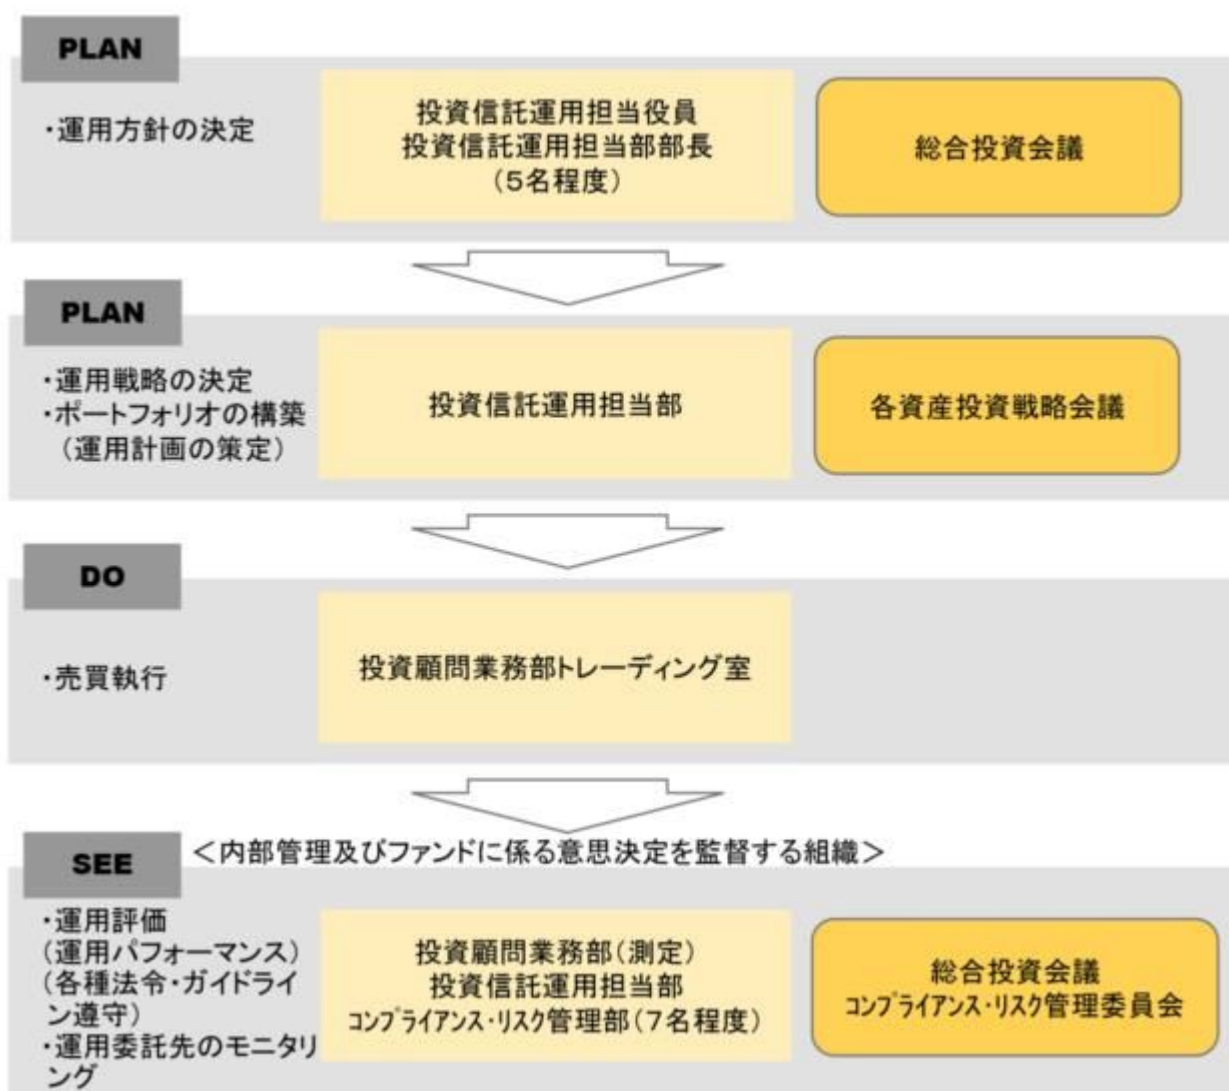 PLAN
・運用方針の決定
投資信託運用担当役員
投資信託運用担当部部長
(5名程度)
総合投資会議
PLAN
・運用戦略の決定
・ポートフォリオの構築
(運用計画の策定)
投資信託運用担当部
各資産投資戦略会議
DO
・売買執行
投資顧問業務部トレーディング室
SEE
<内部管理及びファンドに係る意思決定を監督する組織>
・運用評価
(運用パフォーマンス)
(各種法令・ガイドライ
ン遵守)
・運用委託先のモニタリ
ング
投資顧問業務部(測定)
投資信託運用担当部
コンプライアンス・リスク管理部(7名程度)
総合投資会議
コンプライアンス・リスク管理委員会